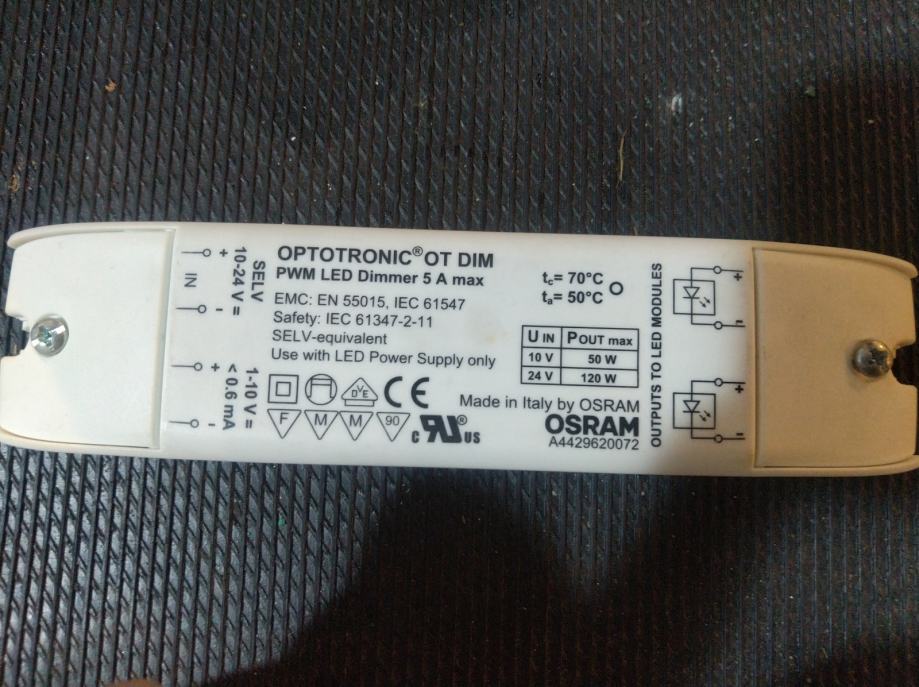 OPTOTRONIC® OT DIM
PWM LED Dimmer 5 A max
EMC: EN 55015, IEC 61547
Safety: IEC 61347-2-11
SELV-equivalent
Use with LED Power Supply only
F M M 90
DVE
CE
c RU® US
tc= 70°C
ta= 50°C
U IN POUT max
10 V 50 W
24 V 120 W
Made in Italy by OSRAM
OSRAM
A4429620072
SELV
10-24 V =
IN
+
-
1-10 V =
< 0.6 mA
+
-
OUTPUTS TO LED MODULES
+
-
+
-